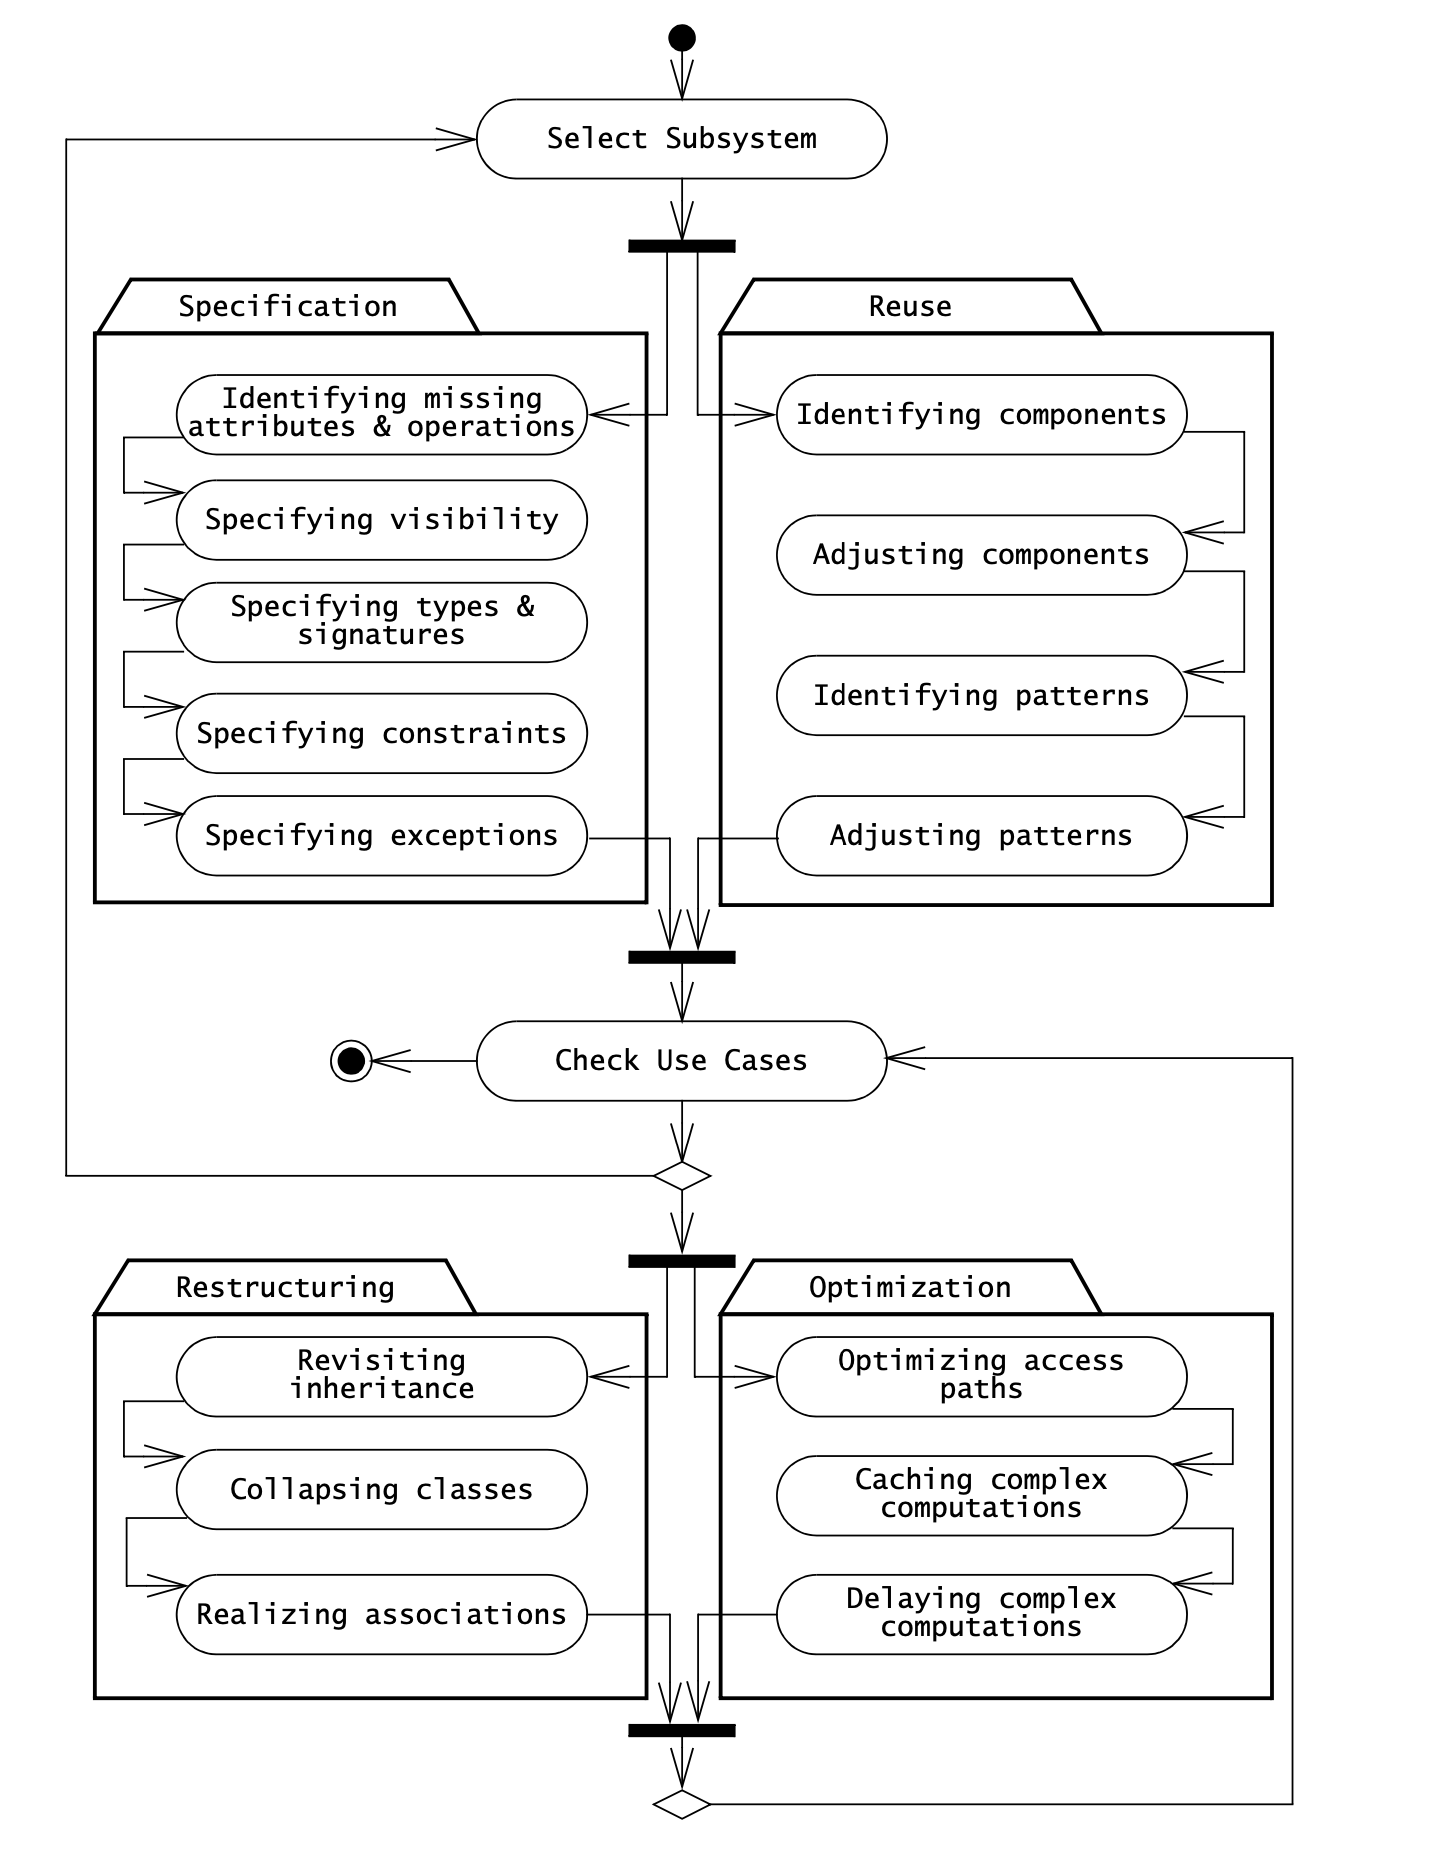 Select Subsystem
Specification
Identifying missing
attributes & operations
Specifying visibility
Specifying types &
signatures
Specifying constraints
Specifying exceptions
Reuse
Identifying components
Adjusting components
Identifying patterns
Adjusting patterns
Check Use Cases
Restructuring
Revisiting
inheritance
Collapsing classes
Realizing associations
Optimization
Optimizing access
paths
Caching complex
computations
Delaying complex
computations